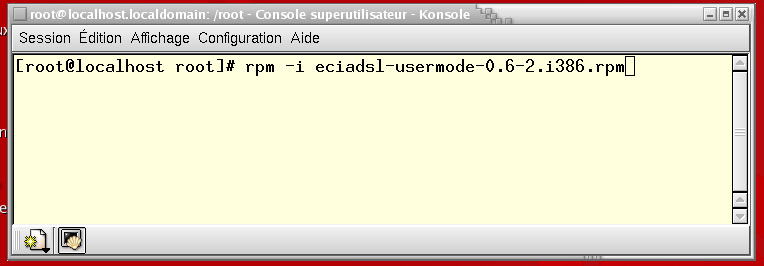 root@localhost.localdomain: /root - Console superutilisateur - Konsole
Session Édition Affichage Configuration Aide
[root@localhost root]# rpm -i eciadsl-usermode-0.6-2.i386.rpm